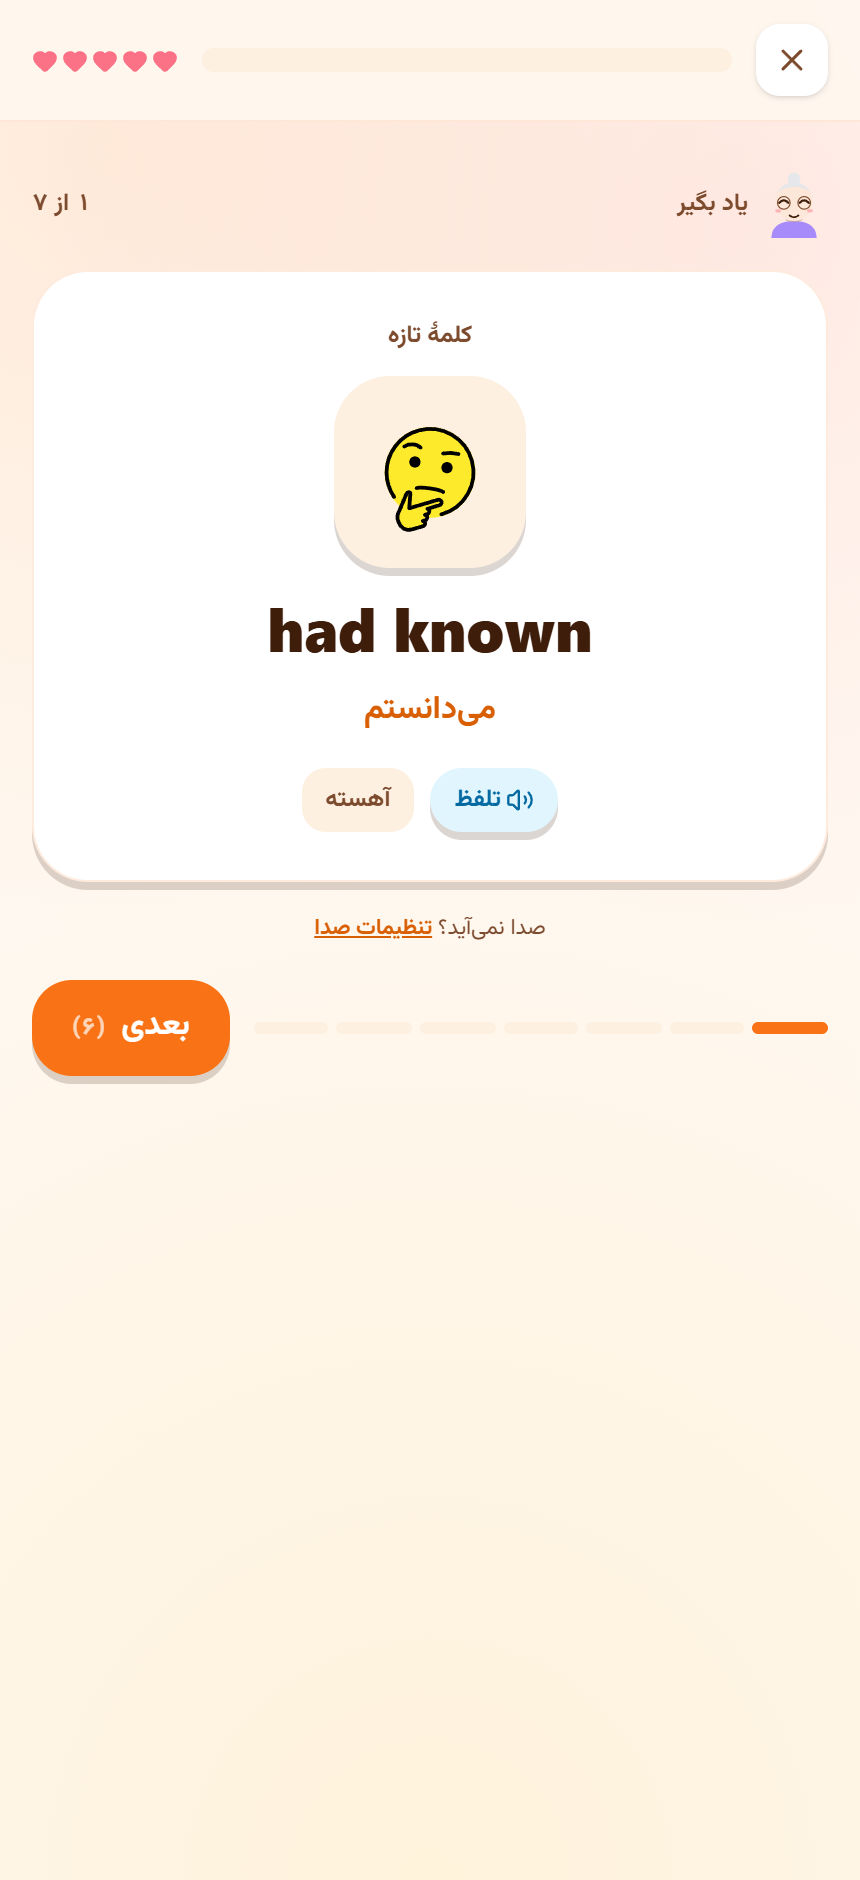 یاد بگیر
۱ از ۷
کلمهٔ تازه
had known
می‌دانستم
تلفظ
آهسته
صدا نمی‌آید؟ تنظیمات صدا
بعدی (۶)